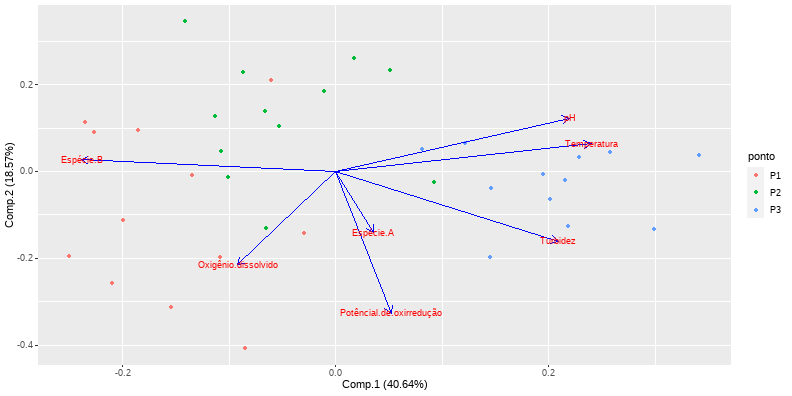 0.2
0.0
-0.2
-0.4
Comp.2 (18.57%)
pH
Temperatura
Espécie.B
Espécie.A
Turbidez
Oxigênio.dissolvido
Potêncial.de.oxirredução
-0.2
0.0
0.2
Comp.1 (40.64%)
ponto
P1
P2
P3